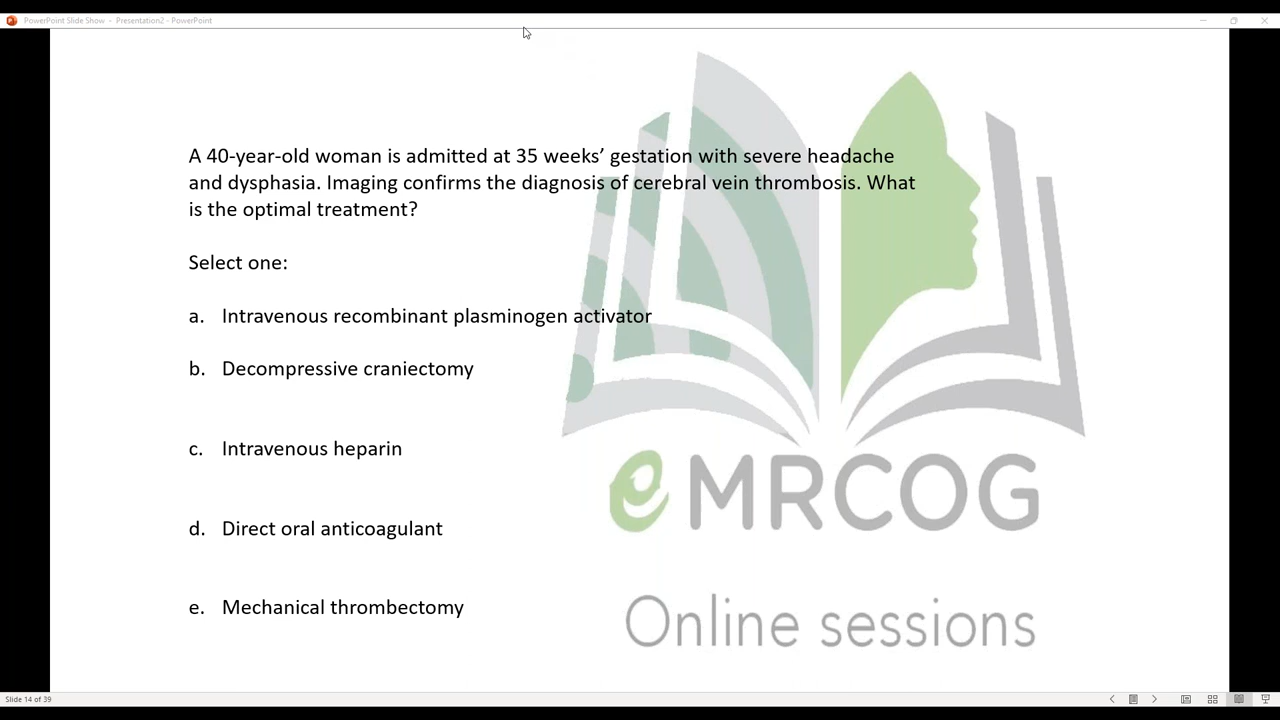 PowerPoint Slide Show - Presentation2 - PowerPoint
A 40-year-old woman is admitted at 35 weeks’ gestation with severe headache
and dysphasia. Imaging confirms the diagnosis of cerebral vein thrombosis. What
is the optimal treatment?
Select one:
a. Intravenous recombinant plasminogen activator
b. Decompressive craniectomy
c. Intravenous heparin
d. Direct oral anticoagulant
e. Mechanical thrombectomy
eMRCOG
Online sessions
Slide 14 of 39